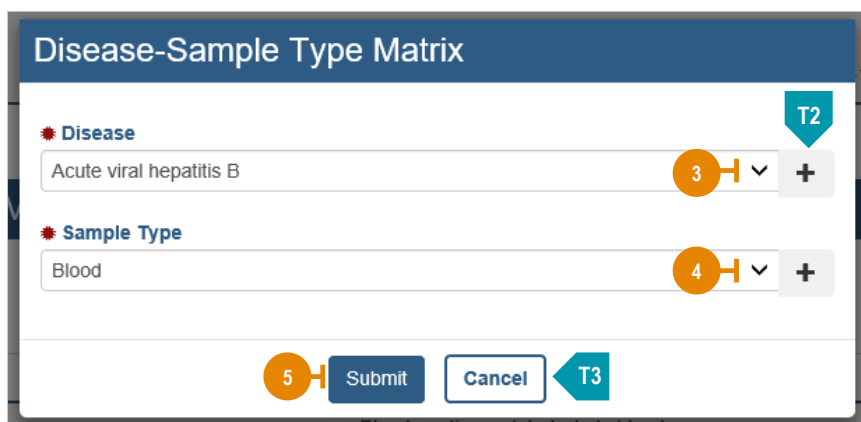 Disease-Sample Type Matrix
T2
Disease
Acute viral hepatitis B
3
+
Sample Type
Blood
4
+
5
Submit
Cancel
T3